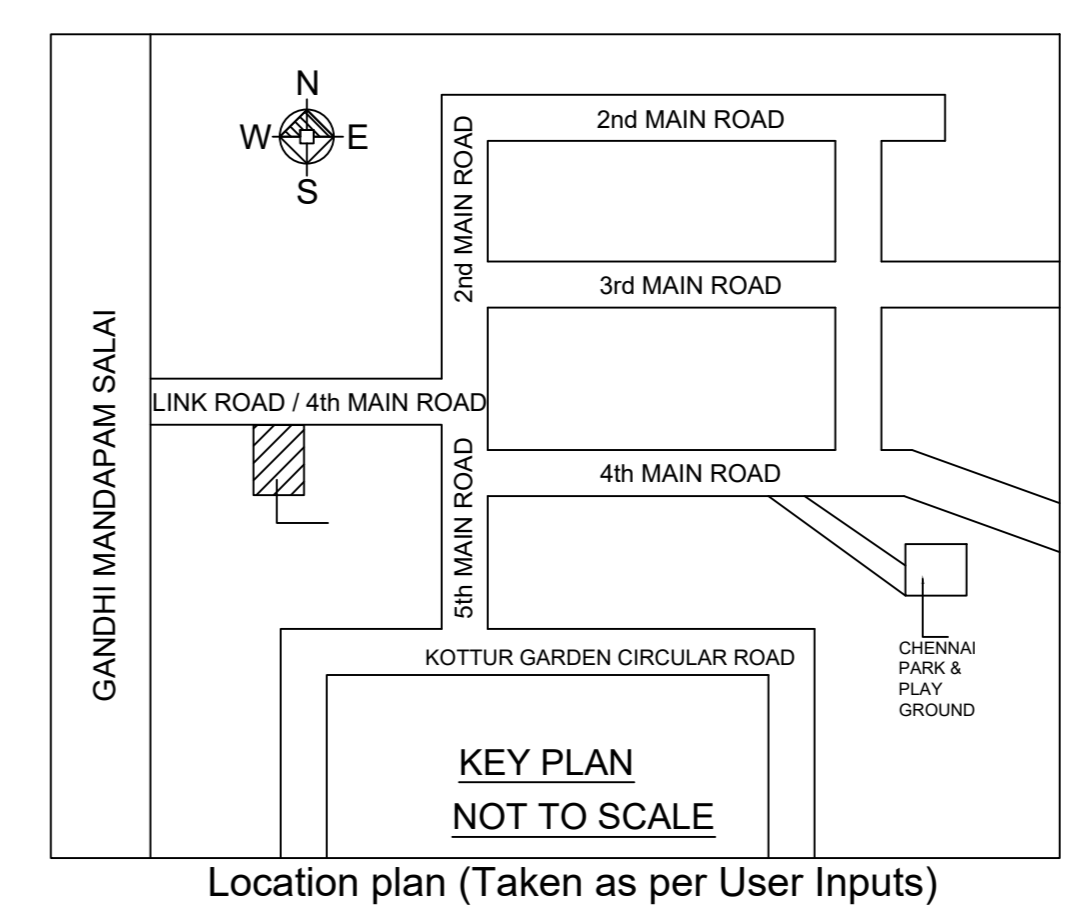 N
W E
S
2nd MAIN ROAD
2nd MAIN ROAD
3rd MAIN ROAD
GANDHI MANDAPAM SALAI
LINK ROAD / 4th MAIN ROAD
4th MAIN ROAD
5th MAIN ROAD
CHENNAI
PARK &
PLAY
GROUND
KOTTUR GARDEN CIRCULAR ROAD
KEY PLAN
NOT TO SCALE
Location plan (Taken as per User Inputs)